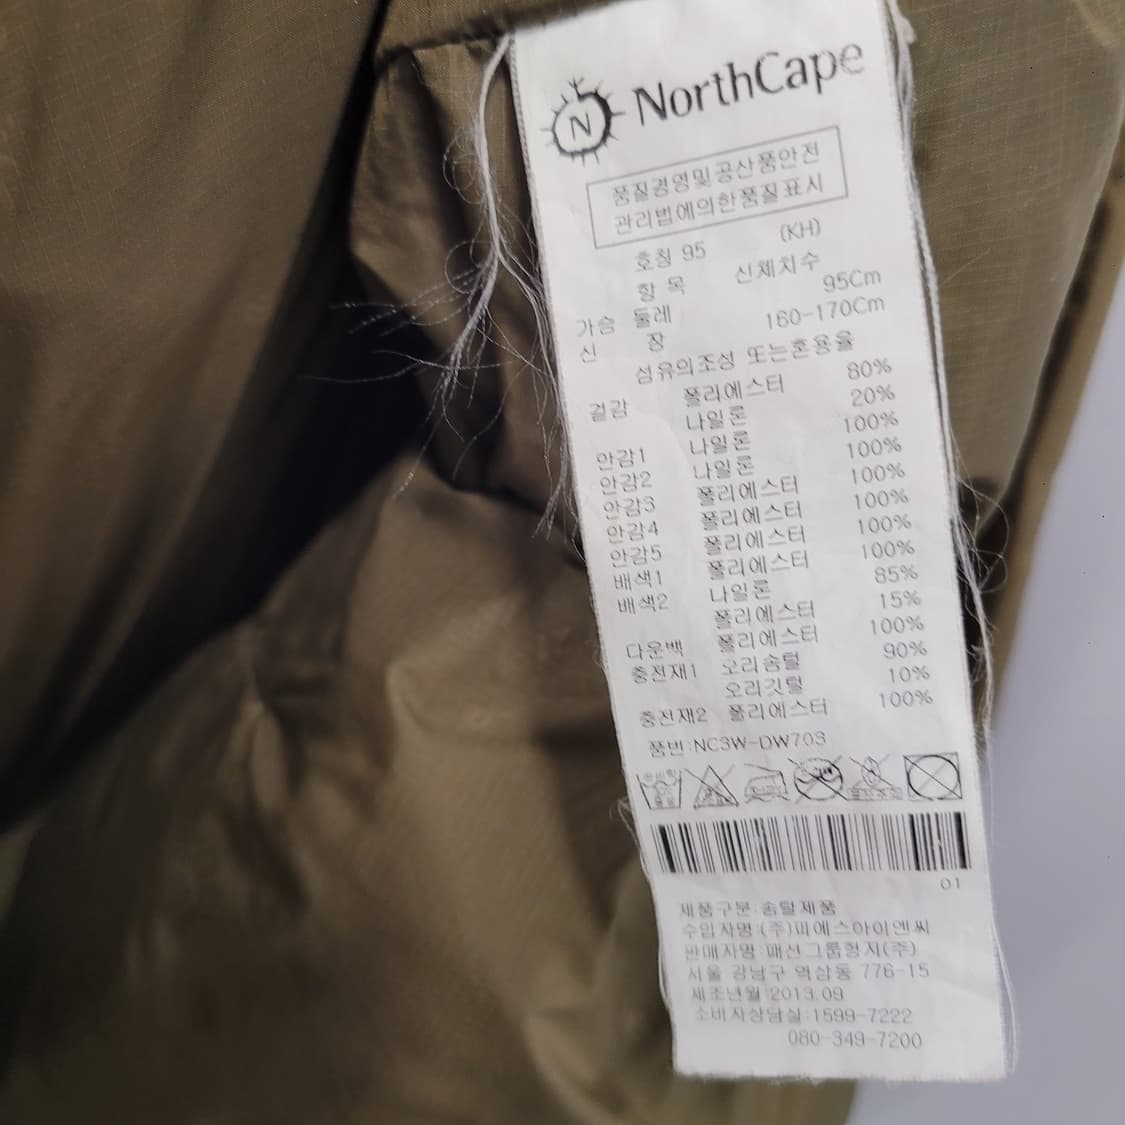 N NorthCape
품질경영및공산품안전
관리법에의한품질표시
호칭 95 (KH)
항 목 신체치수
가슴 둘레 95Cm
신 장 160-170Cm
섬유의조성 또는혼용율
겉감 폴리에스터 80%
나일론 20%
안감1 나일론 100%
안감2 나일론 100%
안감3 폴리에스터 100%
안감4 폴리에스터 100%
안감5 폴리에스터 100%
배색1 폴리에스터 100%
배색2 나일론 85%
폴리에스터 15%
다운백 폴리에스터 100%
충전재1 오리솜털 90%
오리깃털 10%
충전재2 폴리에스터 100%
품번:NC3W-DW703
01
제품구분:솜털제품
수입자명:(주)피에스아이엔씨
판매자명:패션그룹형지(주)
서울 강남구 역삼동 776-15
제조년월:2013.09
소비자상담실:1599-7222
080-349-7200